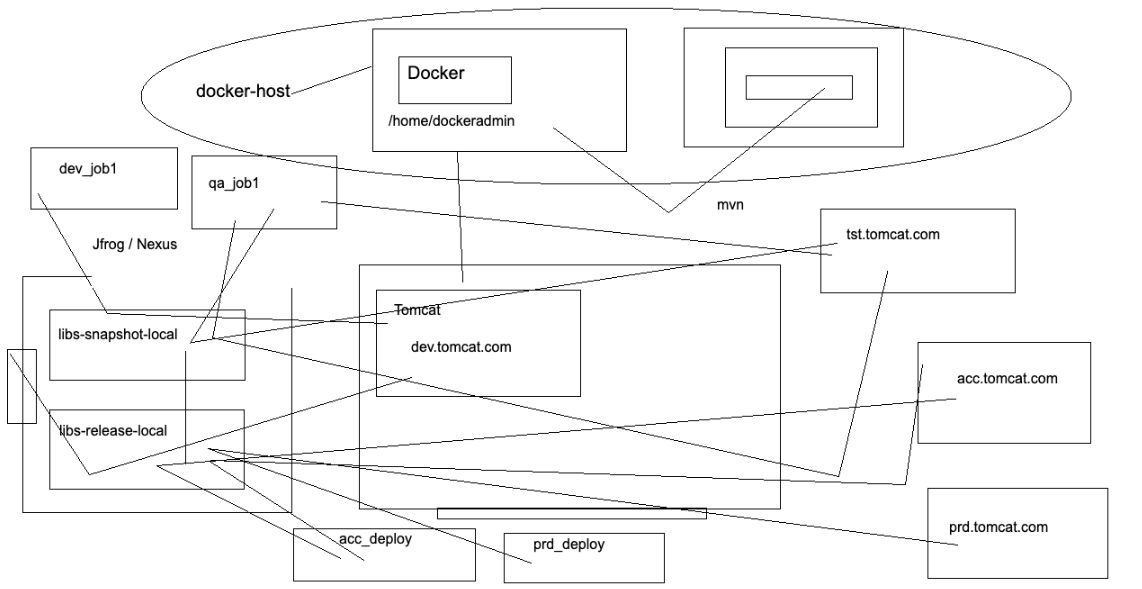 Docker
docker-host
/home/dockeradmin
dev_job1
qa_job1
mvn
tst.tomcat.com
Jfrog / Nexus
Tomcat
libs-snapshot-local
dev.tomcat.com
acc.tomcat.com
libs-release-local
prd.tomcat.com
acc_deploy
prd_deploy